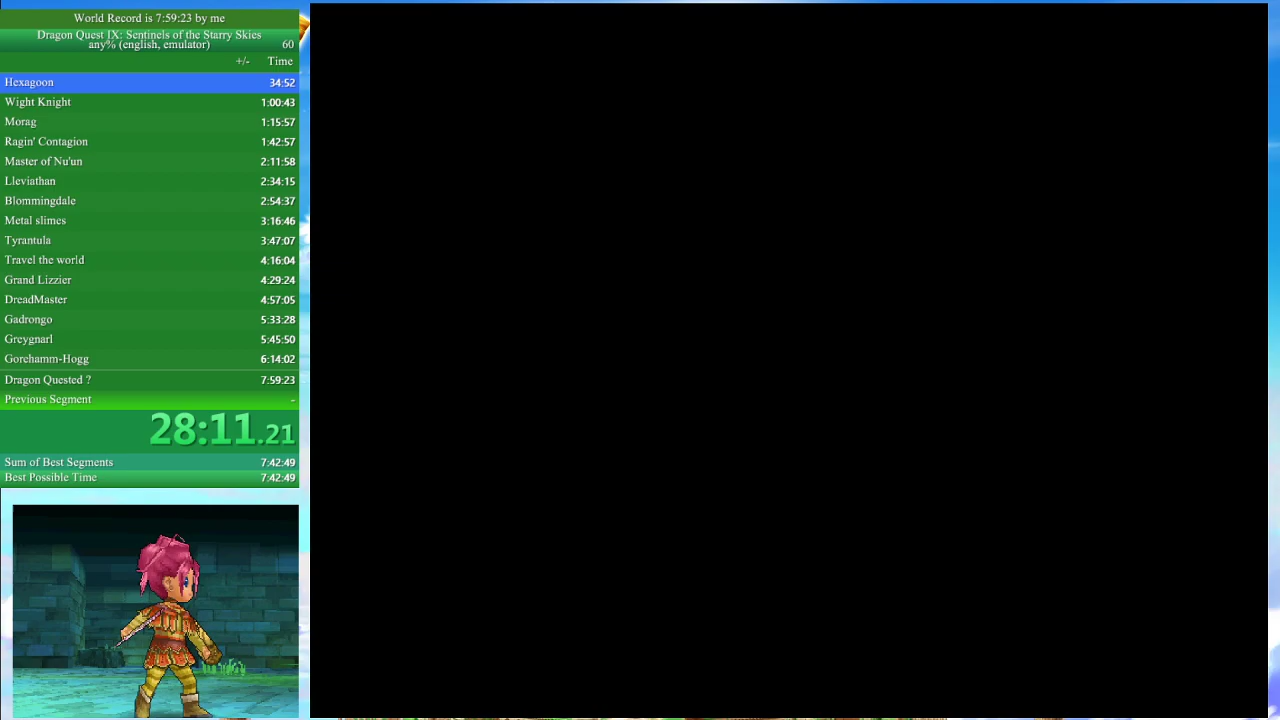 World Record is 7:59:23 by me
Dragon Quest IX: Sentinels of the Starry Skies
any% (english, emulator) 60
+/- Time
Hexagoon 34:52
Wight Knight 1:00:43
Morag 1:15:57
Ragin' Contagion 1:42:57
Master of Nu'un 2:11:58
Lleviathan 2:34:15
Blommingdale 2:54:37
Metal slimes 3:16:46
Tyrantula 3:47:07
Travel the world 4:16:04
Grand Lizzier 4:29:24
DreadMaster 4:57:05
Gadrongo 5:33:28
Greygnarl 5:45:50
Gorehamm-Hogg 6:14:02
Dragon Quested ? 7:59:23
Previous Segment -
28:11.21
Sum of Best Segments 7:42:49
Best Possible Time 7:42:49